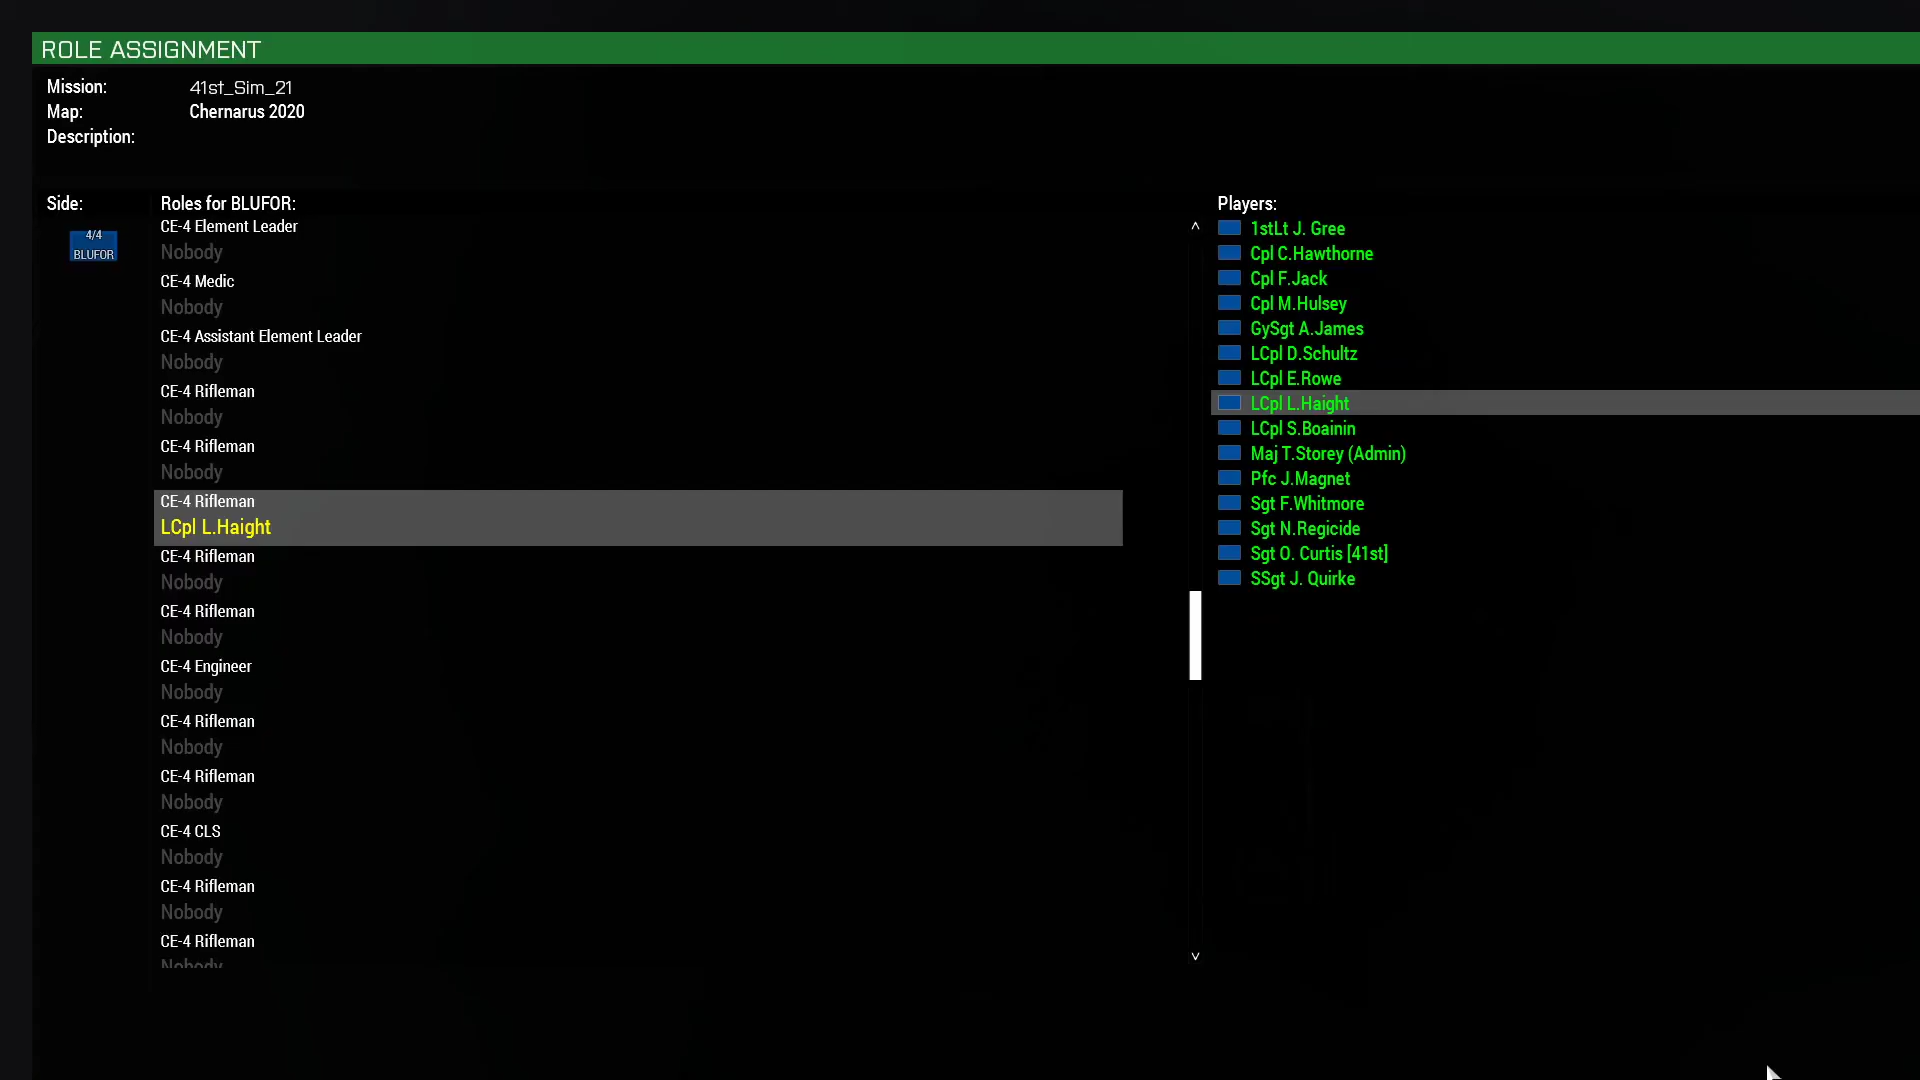 ROLE ASSIGNMENT
Mission: 41st_Sim_21
Map: Chernarus 2020
Description:
Side:
4/4
BLUFOR
Roles for BLUFOR:
CE-4 Element Leader
Nobody
CE-4 Medic
Nobody
CE-4 Assistant Element Leader
Nobody
CE-4 Rifleman
Nobody
CE-4 Rifleman
Nobody
CE-4 Rifleman
LCpl L.Haight
CE-4 Rifleman
Nobody
CE-4 Rifleman
Nobody
CE-4 Engineer
Nobody
CE-4 Rifleman
Nobody
CE-4 Rifleman
Nobody
CE-4 CLS
Nobody
CE-4 Rifleman
Nobody
CE-4 Rifleman
Nobody
Players:
1stLt J. Gree
Cpl C.Hawthorne
Cpl F.Jack
Cpl M.Hulsey
GySgt A.James
LCpl D.Schultz
LCpl E.Rowe
LCpl L.Haight
LCpl S.Boainin
Maj T.Storey (Admin)
Pfc J.Magnet
Sgt F.Whitmore
Sgt N.Regicide
Sgt O. Curtis [41st]
SSgt J. Quirke